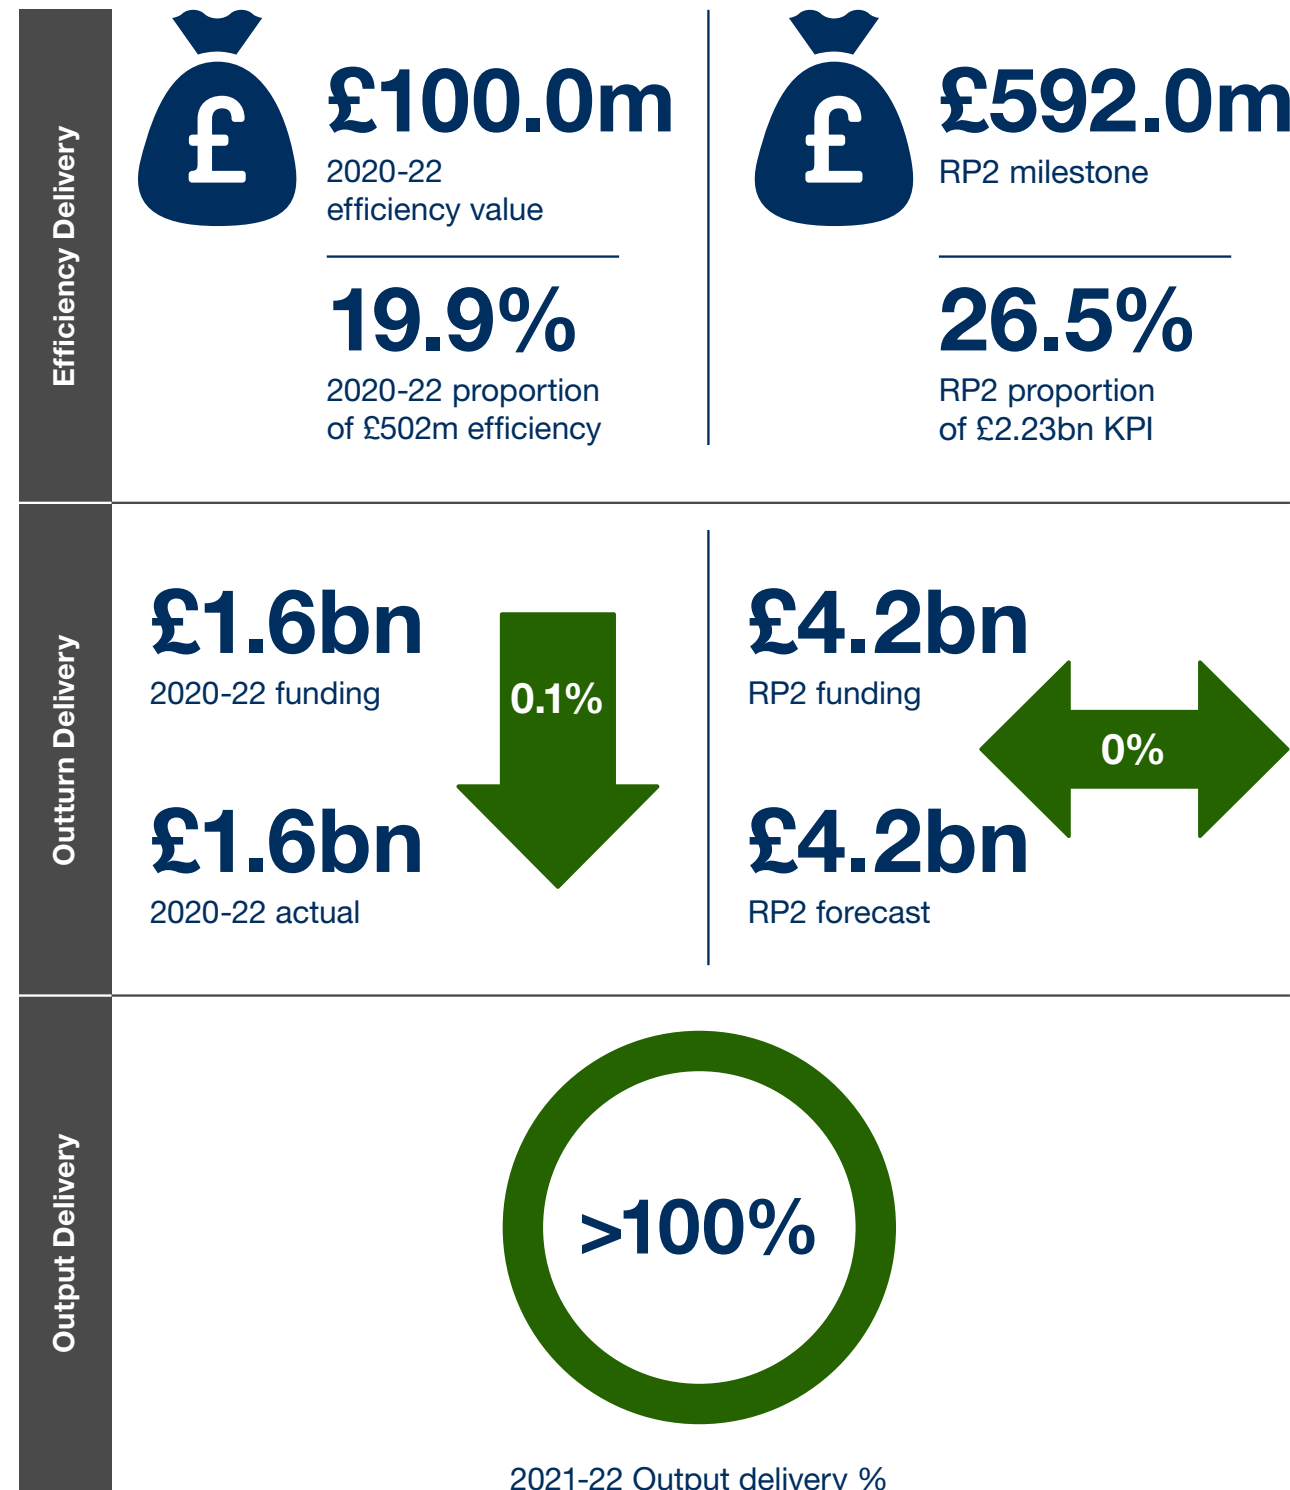 Efficiency Delivery
£
£100.0m
2020-22
efficiency value
19.9%
2020-22 proportion
of £502m efficiency
£
£592.0m
RP2 milestone
26.5%
RP2 proportion
of £2.23bn KPI
Outturn Delivery
£1.6bn
2020-22 funding
0.1%
£1.6bn
2020-22 actual
£4.2bn
RP2 funding
0%
£4.2bn
RP2 forecast
Output Delivery
>100%
2021-22 Output delivery %